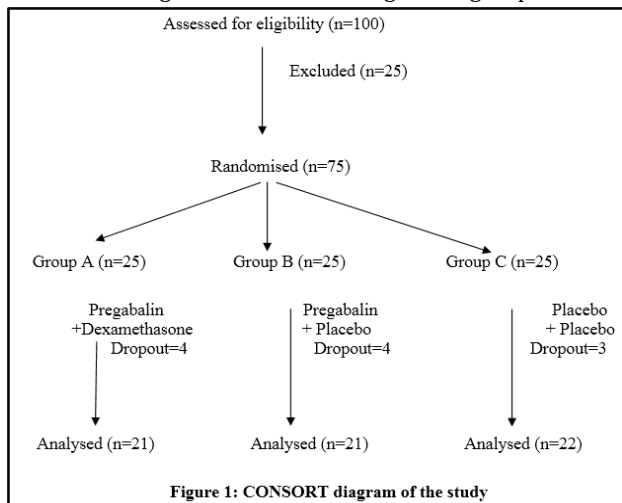 Assessed for eligibility (n=100)
Excluded (n=25)
Randomised (n=75)
Group A (n=25) Group B (n=25) Group C (n=25)
Pregabalin Pregabalin Placebo
+Dexamethasone + Placebo + Placebo
Dropout=4 Dropout=4 Dropout=3
Analysed (n=21) Analysed (n=21) Analysed (n=22)
Figure 1: CONSORT diagram of the study